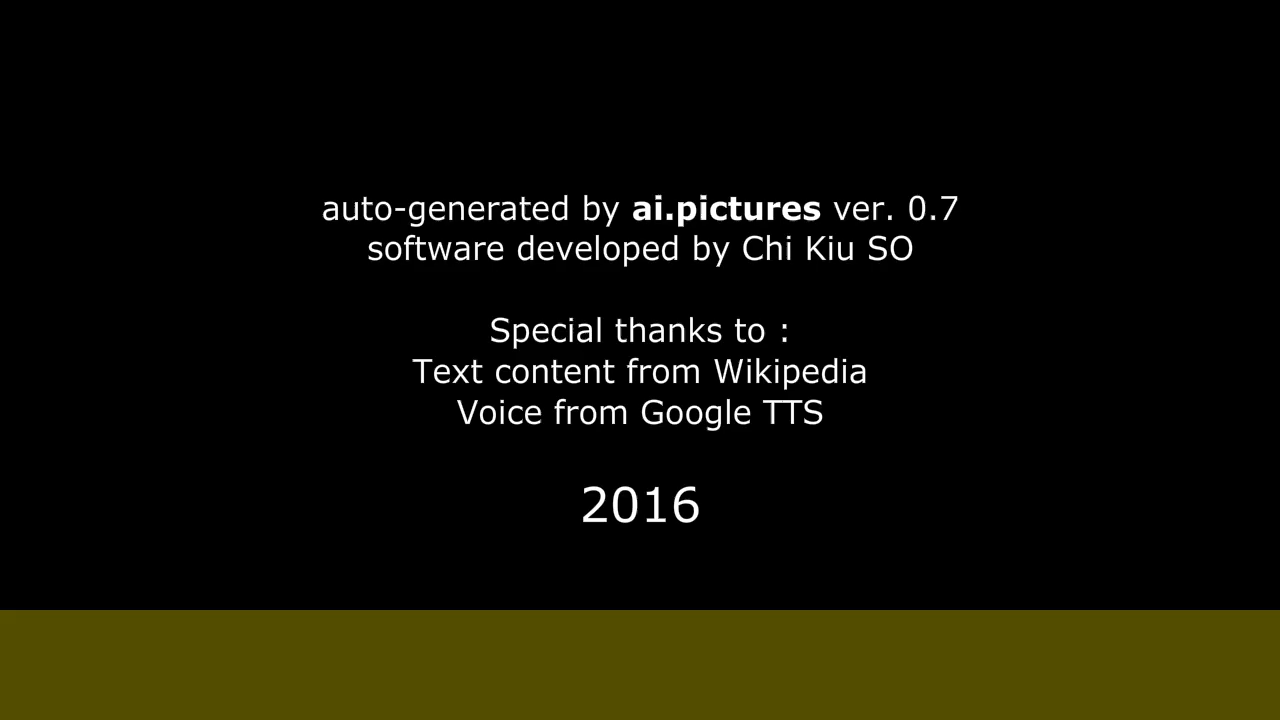 auto-generated by ai.pictures ver. 0.7
software developed by Chi Kiu SO
Special thanks to :
Text content from Wikipedia
Voice from Google TTS
2016